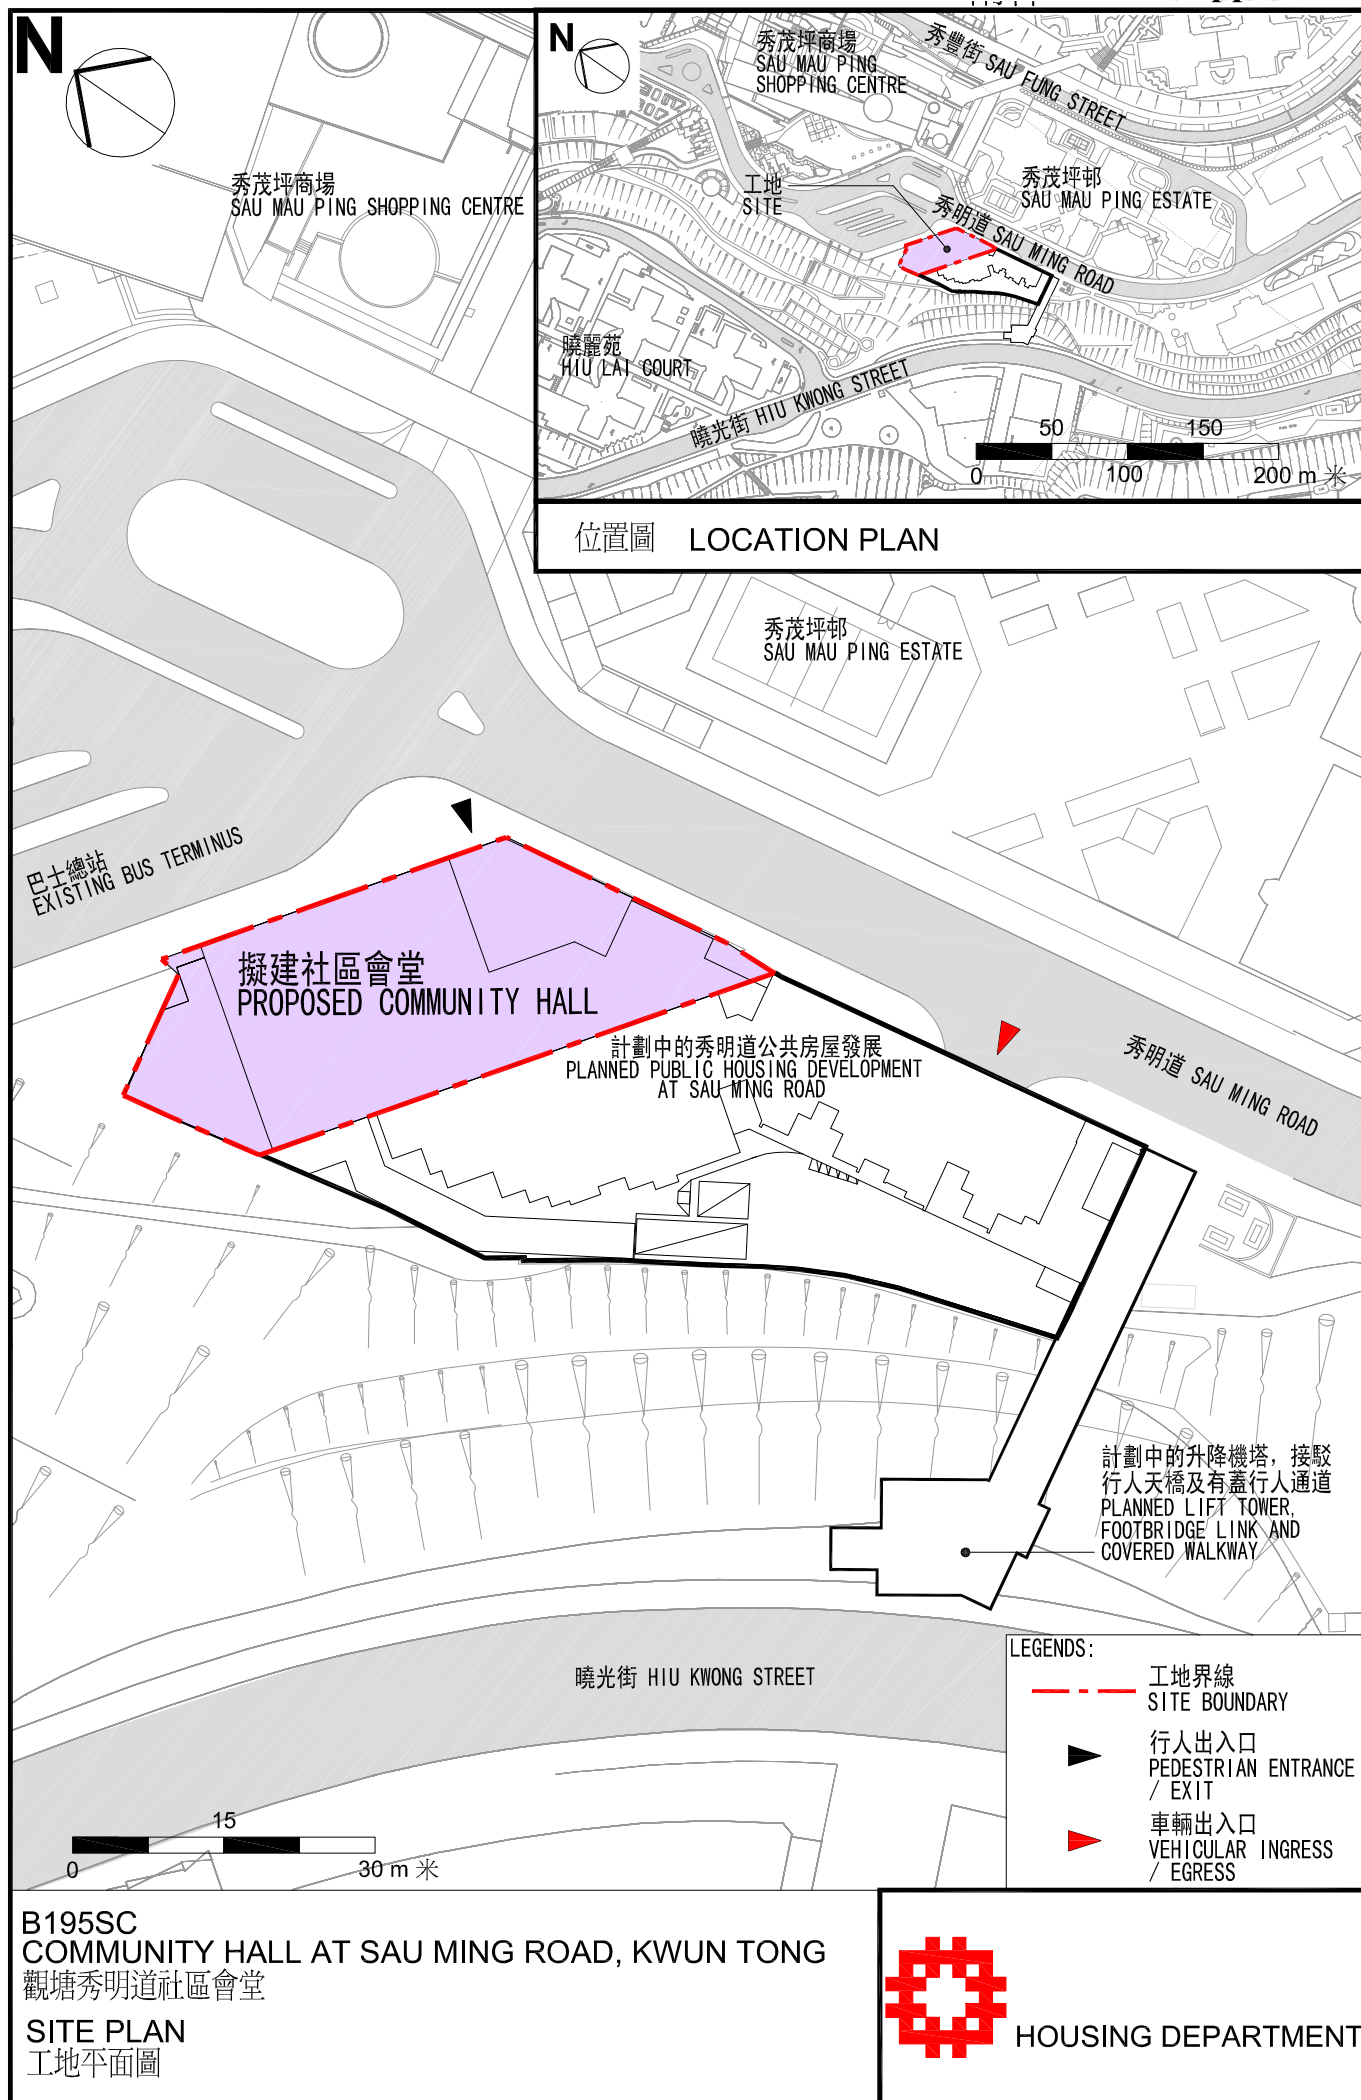 N
秀茂坪商場
SAU MAU PING SHOPPING CENTRE
N
秀茂坪商場
SAU MAU PING
SHOPPING CENTRE
秀豐街 SAU FUNG STREET
工地
SITE
秀茂坪邨
SAU MAU PING ESTATE
秀明道 SAU MING ROAD
曉麗苑
HIU LAI COURT
曉光街 HIU KWONG STREET
50 150
0 100 200 m 米
位置圖 LOCATION PLAN
秀茂坪邨
SAU MAU PING ESTATE
巴士總站
EXISTING BUS TERMINUS
擬建社區會堂
PROPOSED COMMUNITY HALL
計劃中的秀明道公共房屋發展
PLANNED PUBLIC HOUSING DEVELOPMENT
AT SAU MING ROAD
秀明道 SAU MING ROAD
計劃中的升降機塔，接駁
行人天橋及有蓋行人通道
PLANNED LIFT TOWER,
FOOTBRIDGE LINK AND
COVERED WALKWAY
曉光街 HIU KWONG STREET
LEGENDS:
工地界線
SITE BOUNDARY
行人出入口
PEDESTRIAN ENTRANCE
/ EXIT
車輛出入口
VEHICULAR INGRESS
/ EGRESS
15
0 30 m 米
B195SC
COMMUNITY HALL AT SAU MING ROAD, KWUN TONG
觀塘秀明道社區會堂
SITE PLAN
工地平面圖
HOUSING DEPARTMENT